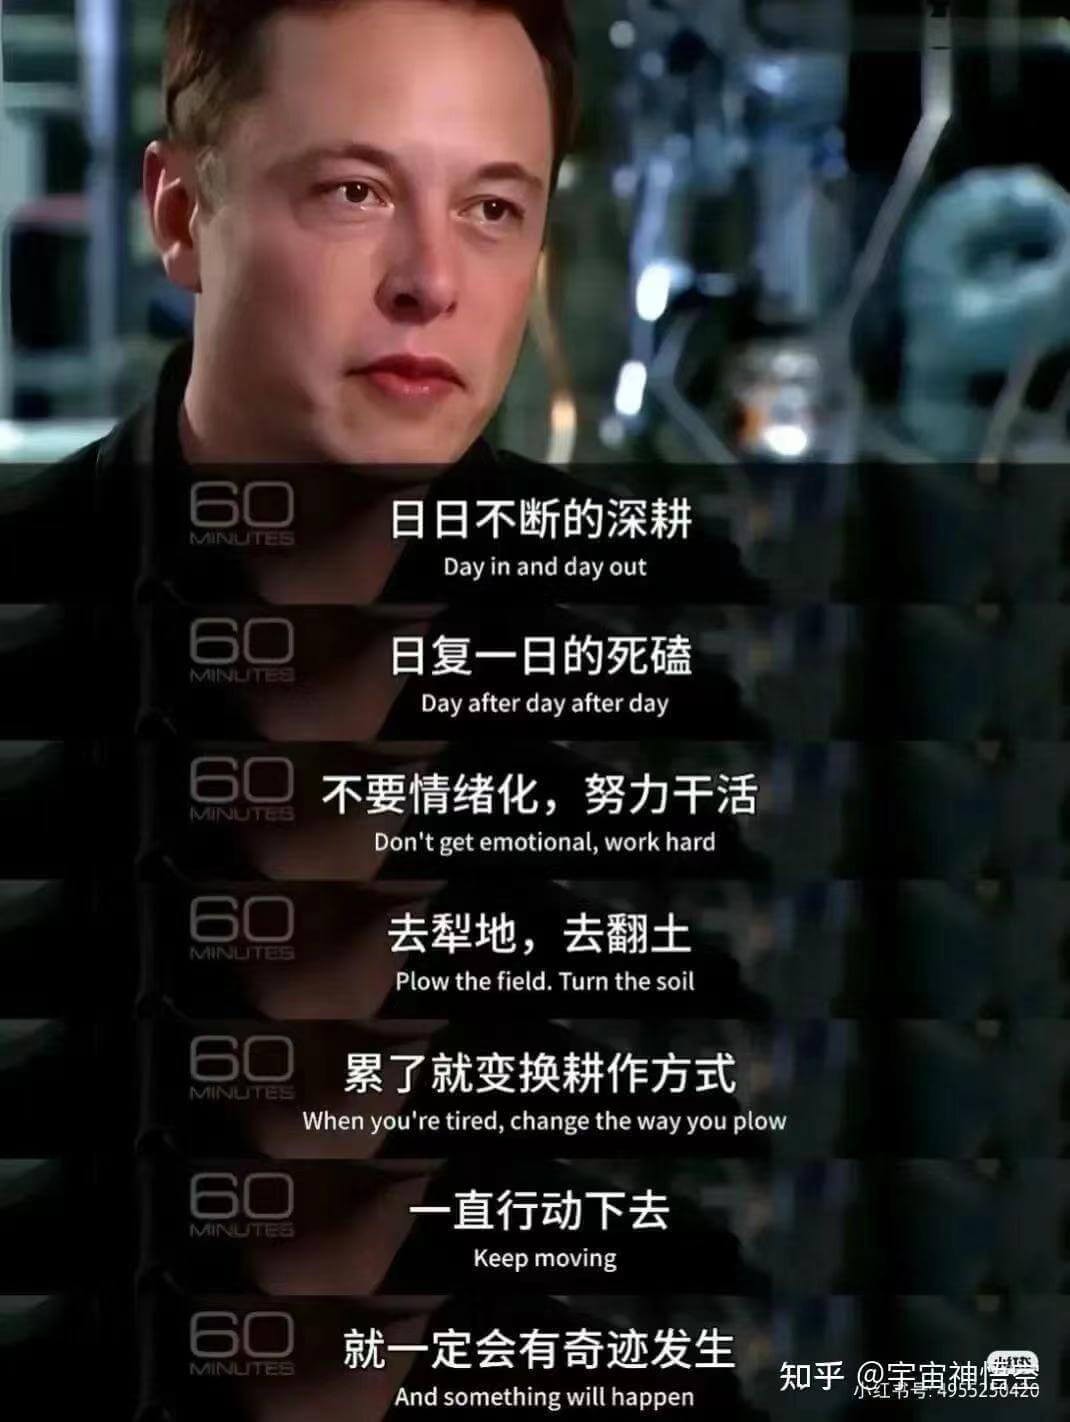 60
MINUTES
日日不断的深耕
Day in and day out
60
MINUTES
日复一日的死磕
Day after day after day
60
MINUTES
不要情绪化，努力干活
Don't get emotional, work hard
60
MINUTES
去犁地，去翻土
Plow the field. Turn the soil
60
MINUTES
累了就变换耕作方式
When you're tired, change the way you plow
60
MINUTES
一直行动下去
Keep moving
60
MINUTES
就一定会有奇迹发生
And something will happen
知乎 @宇宙神悟空
小红书号: 4955250420